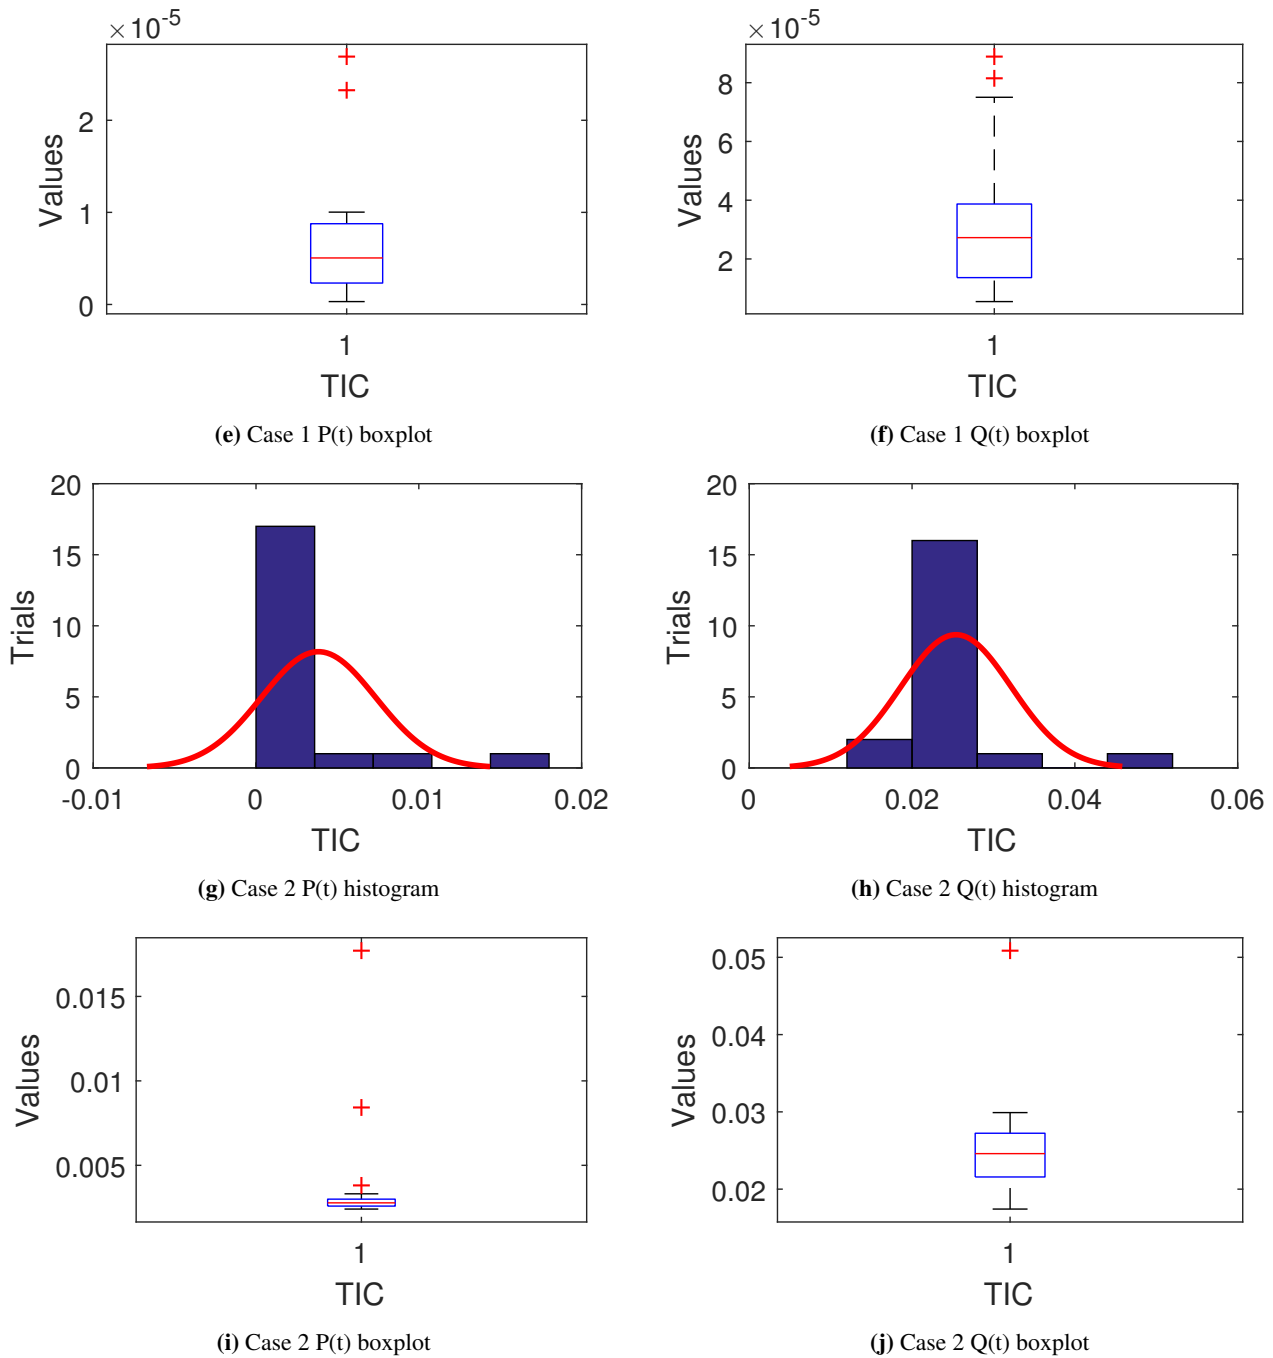 ×10-5
2
1
0
Values
1
TIC
(e) Case 1 P(t) boxplot
×10-5
8
6
4
2
Values
1
TIC
(f) Case 1 Q(t) boxplot
20
15
10
5
0
Trials
-0.01 0 0.01 0.02
TIC
(g) Case 2 P(t) histogram
20
15
10
5
0
Trials
0 0.02 0.04 0.06
TIC
(h) Case 2 Q(t) histogram
0.015
0.01
0.005
Values
1
TIC
(i) Case 2 P(t) boxplot
0.05
0.04
0.03
0.02
Values
1
TIC
(j) Case 2 Q(t) boxplot